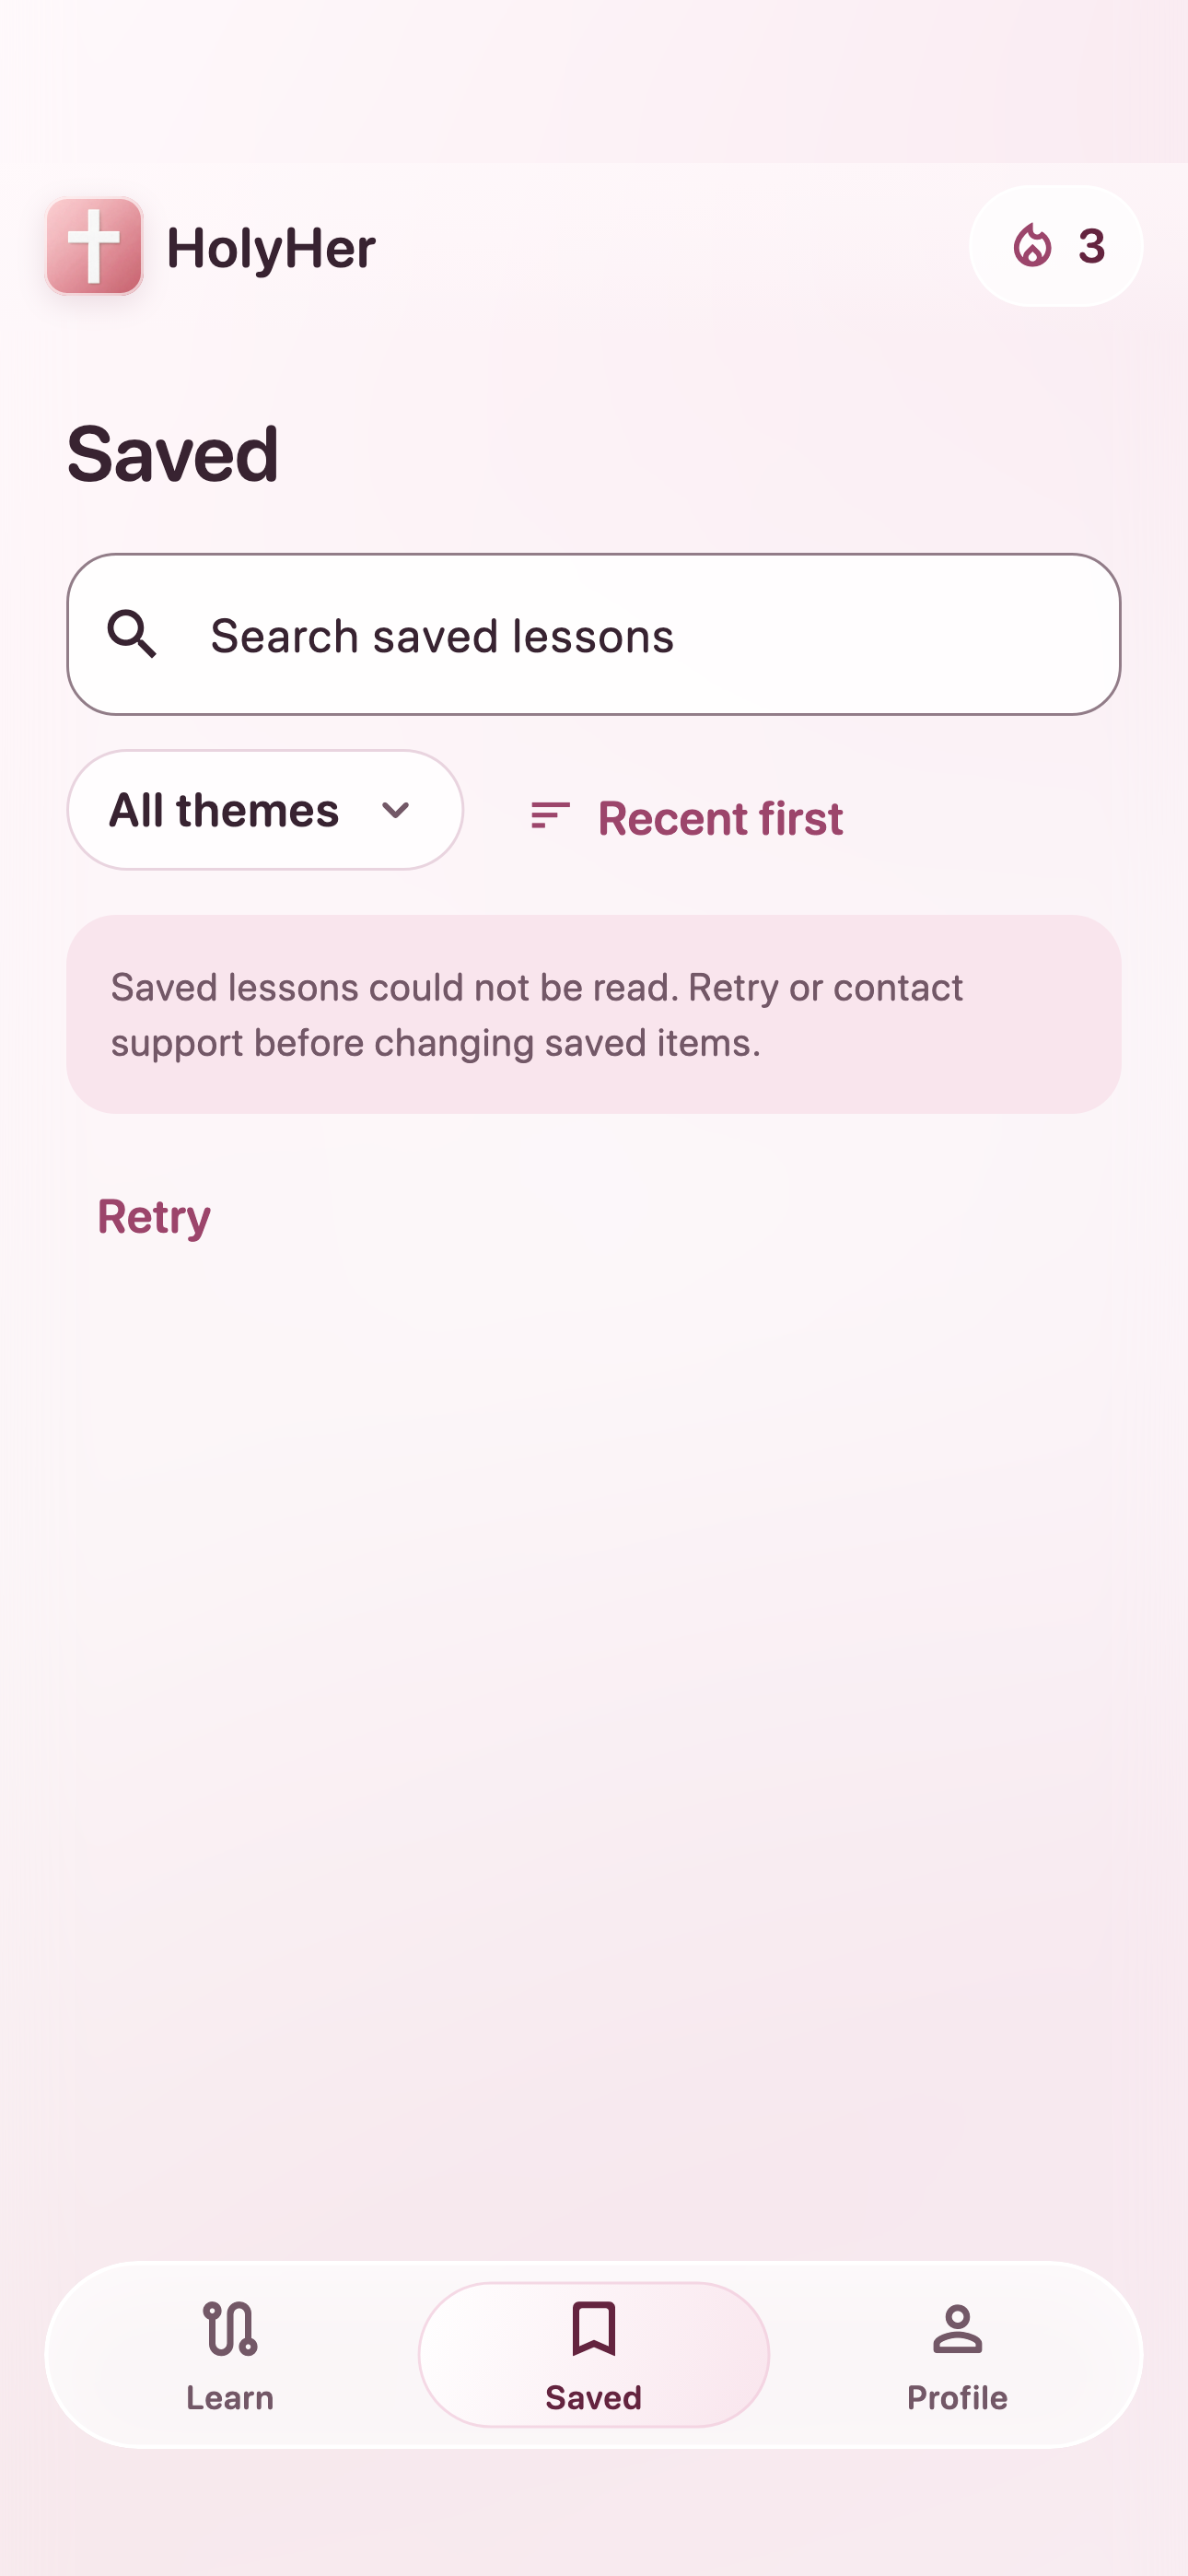 HolyHer
3
Saved
Search saved lessons
All themes
Recent first
Saved lessons could not be read. Retry or contact
support before changing saved items.
Retry
Learn
Saved
Profile